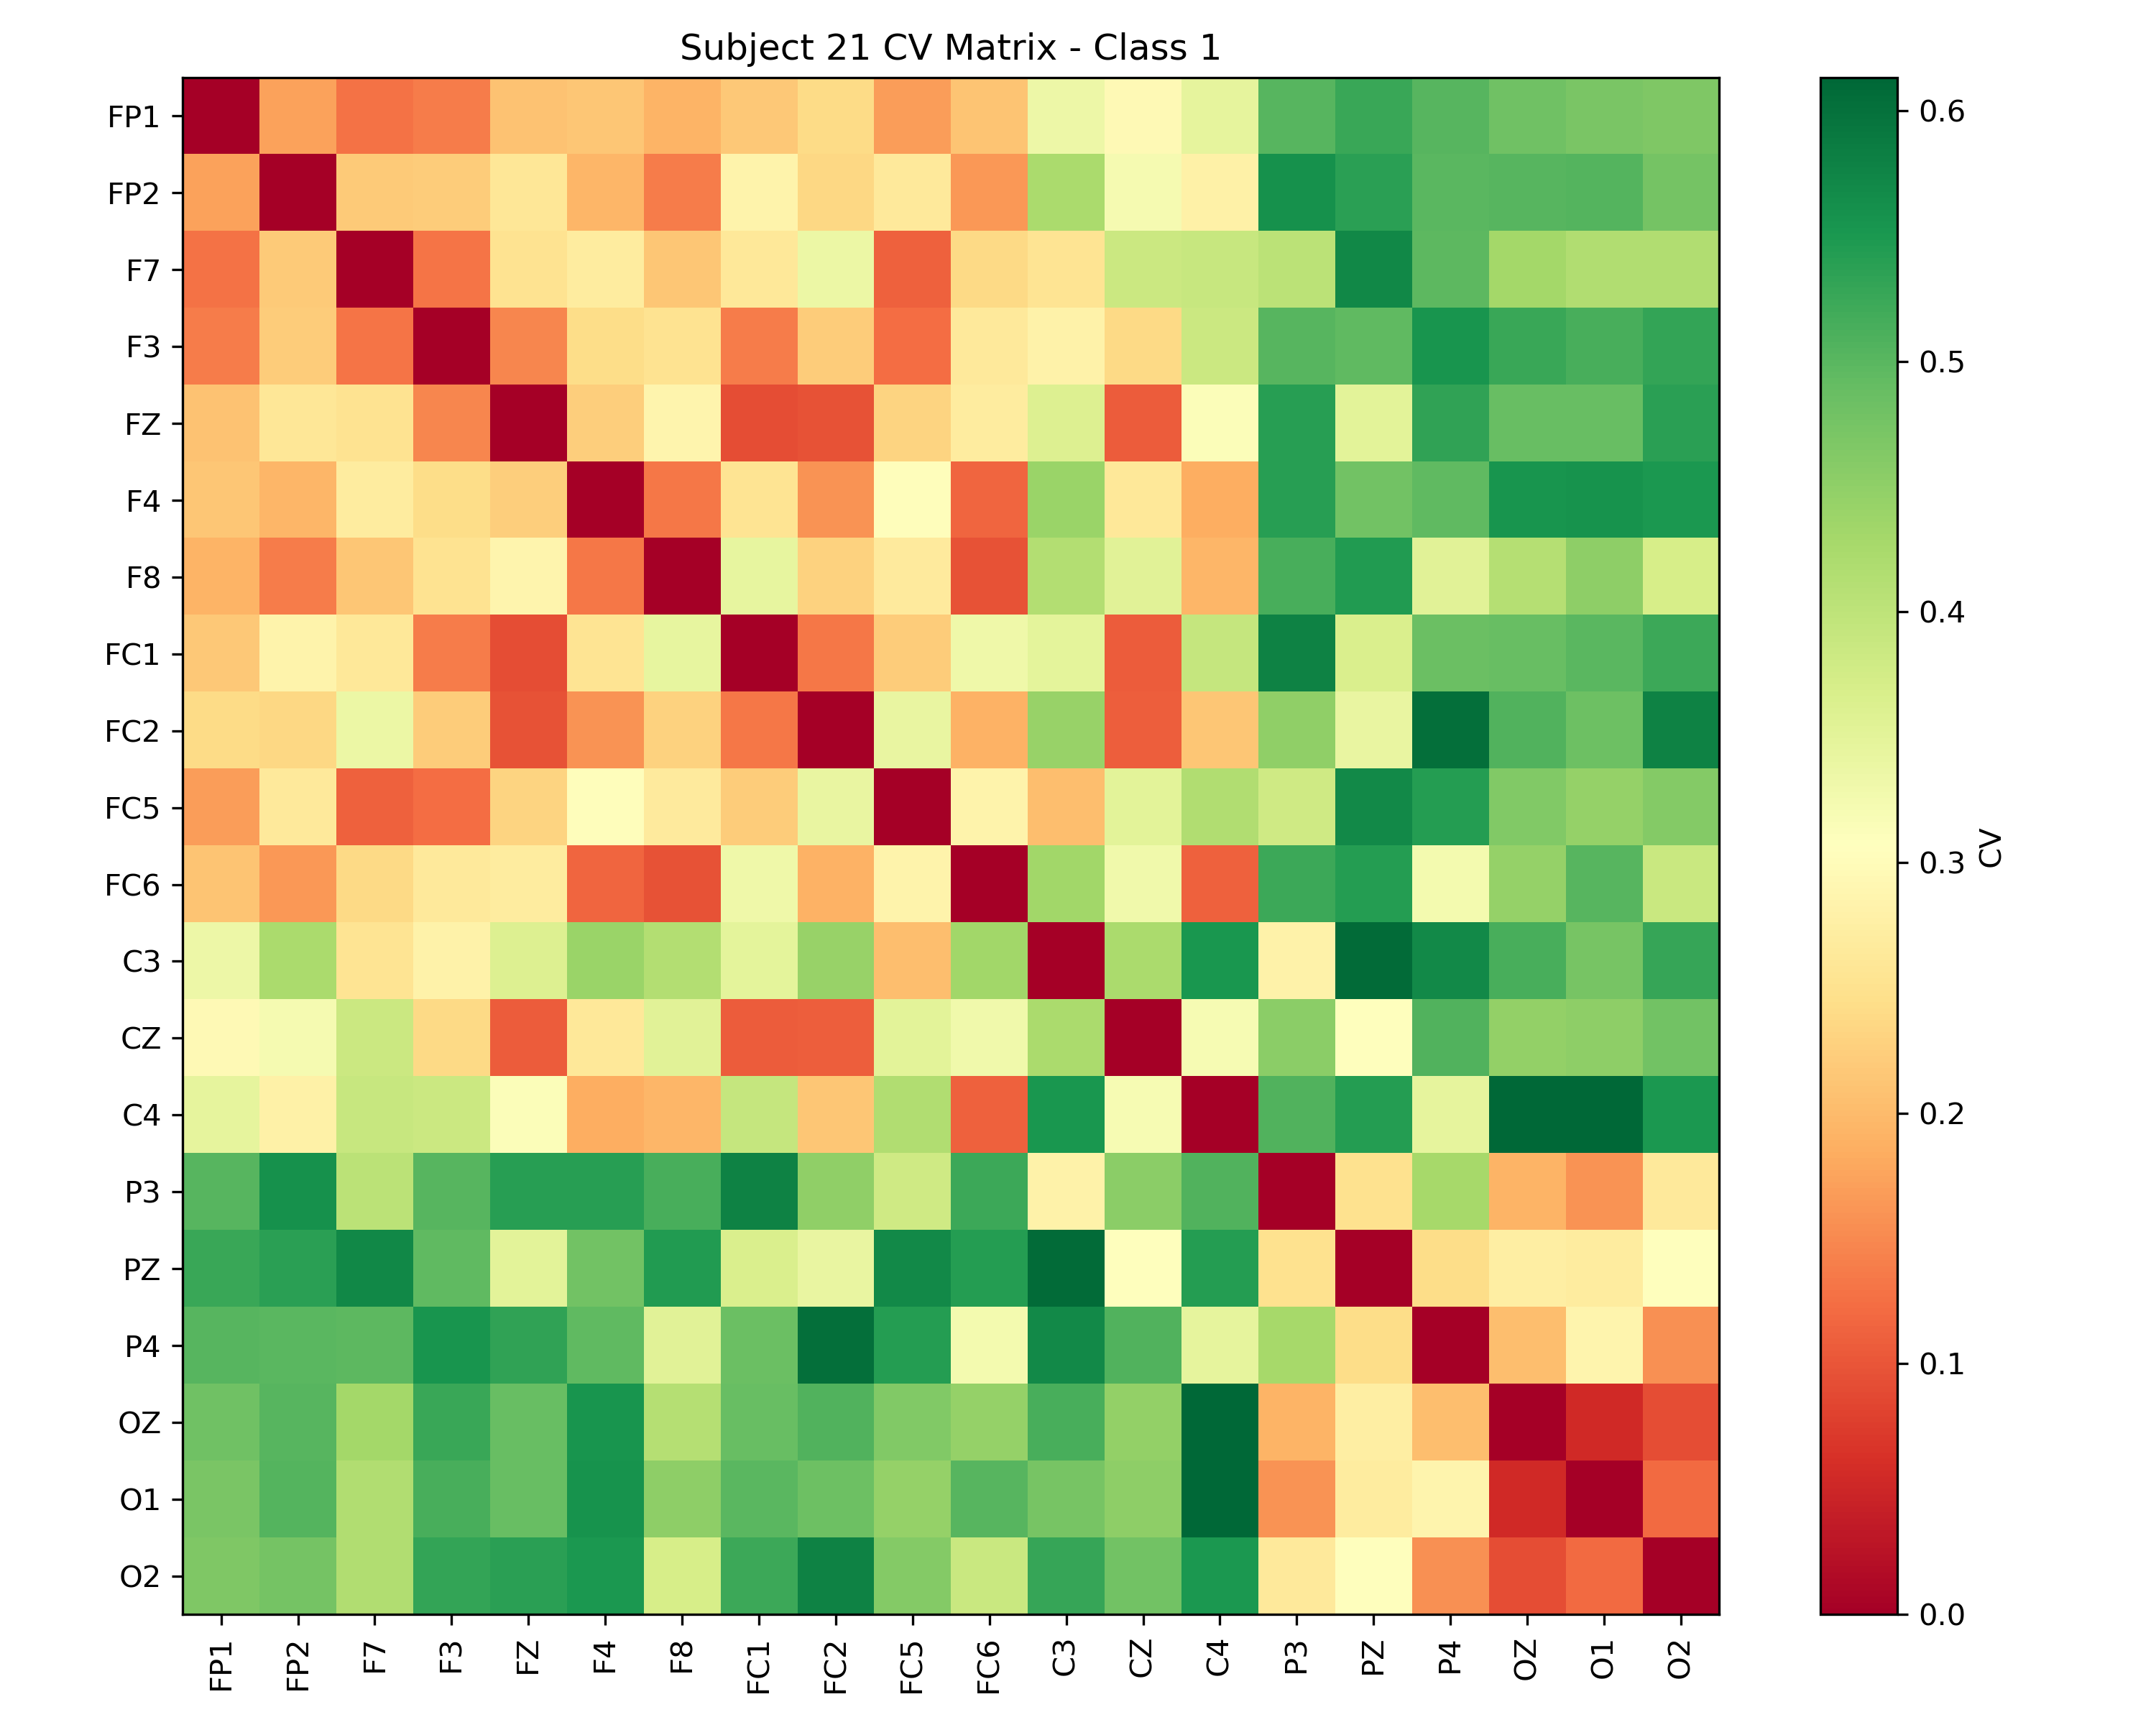 Subject 21 CV Matrix - Class 1
FP1
FP2
F7
F3
FZ
F4
F8
FC1
FC2
FC5
FC6
C3
CZ
C4
P3
PZ
P4
OZ
O1
O2
FP1 FP2 F7 F3 FZ F4 F8 FC1 FC2 FC5 FC6 C3 CZ C4 P3 PZ P4 OZ O1 O2
0.6
0.5
0.4
0.3
0.2
0.1
0.0
CV